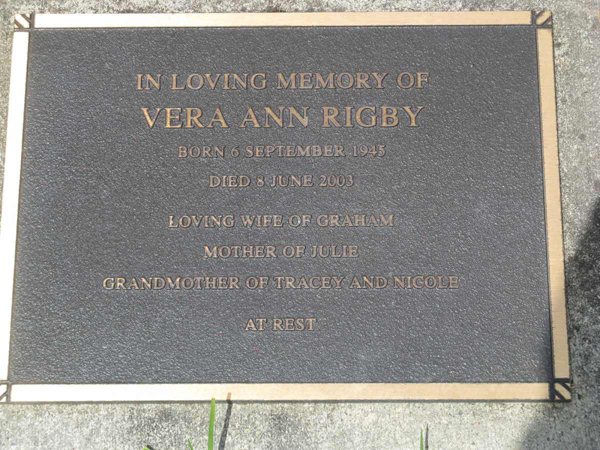 IN LOVING MEMORY OF
VERA ANN RIGBY
BORN 6 SEPTEMBER 1945
DIED 8 JUNE 2003
LOVING WIFE OF GRAHAM
MOTHER OF JULIE
GRANDMOTHER OF TRACEY AND NICOLE
AT REST